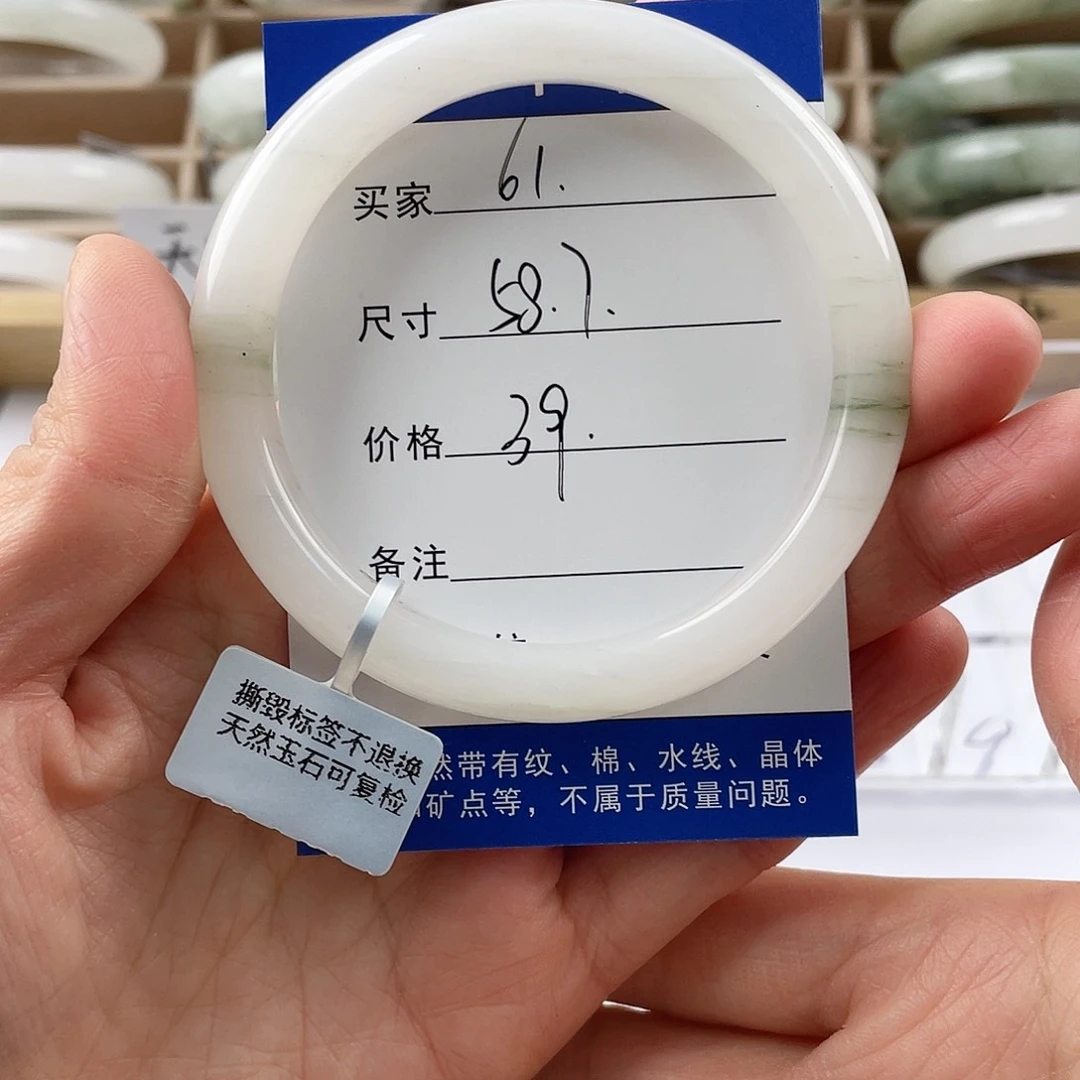 天
买家 61.
尺寸 58.7.
价格 39.
备注
撕毁标签不退换
天然玉石可复检
然带有纹、棉、水线、晶体
矿点等，不属于质量问题。
9